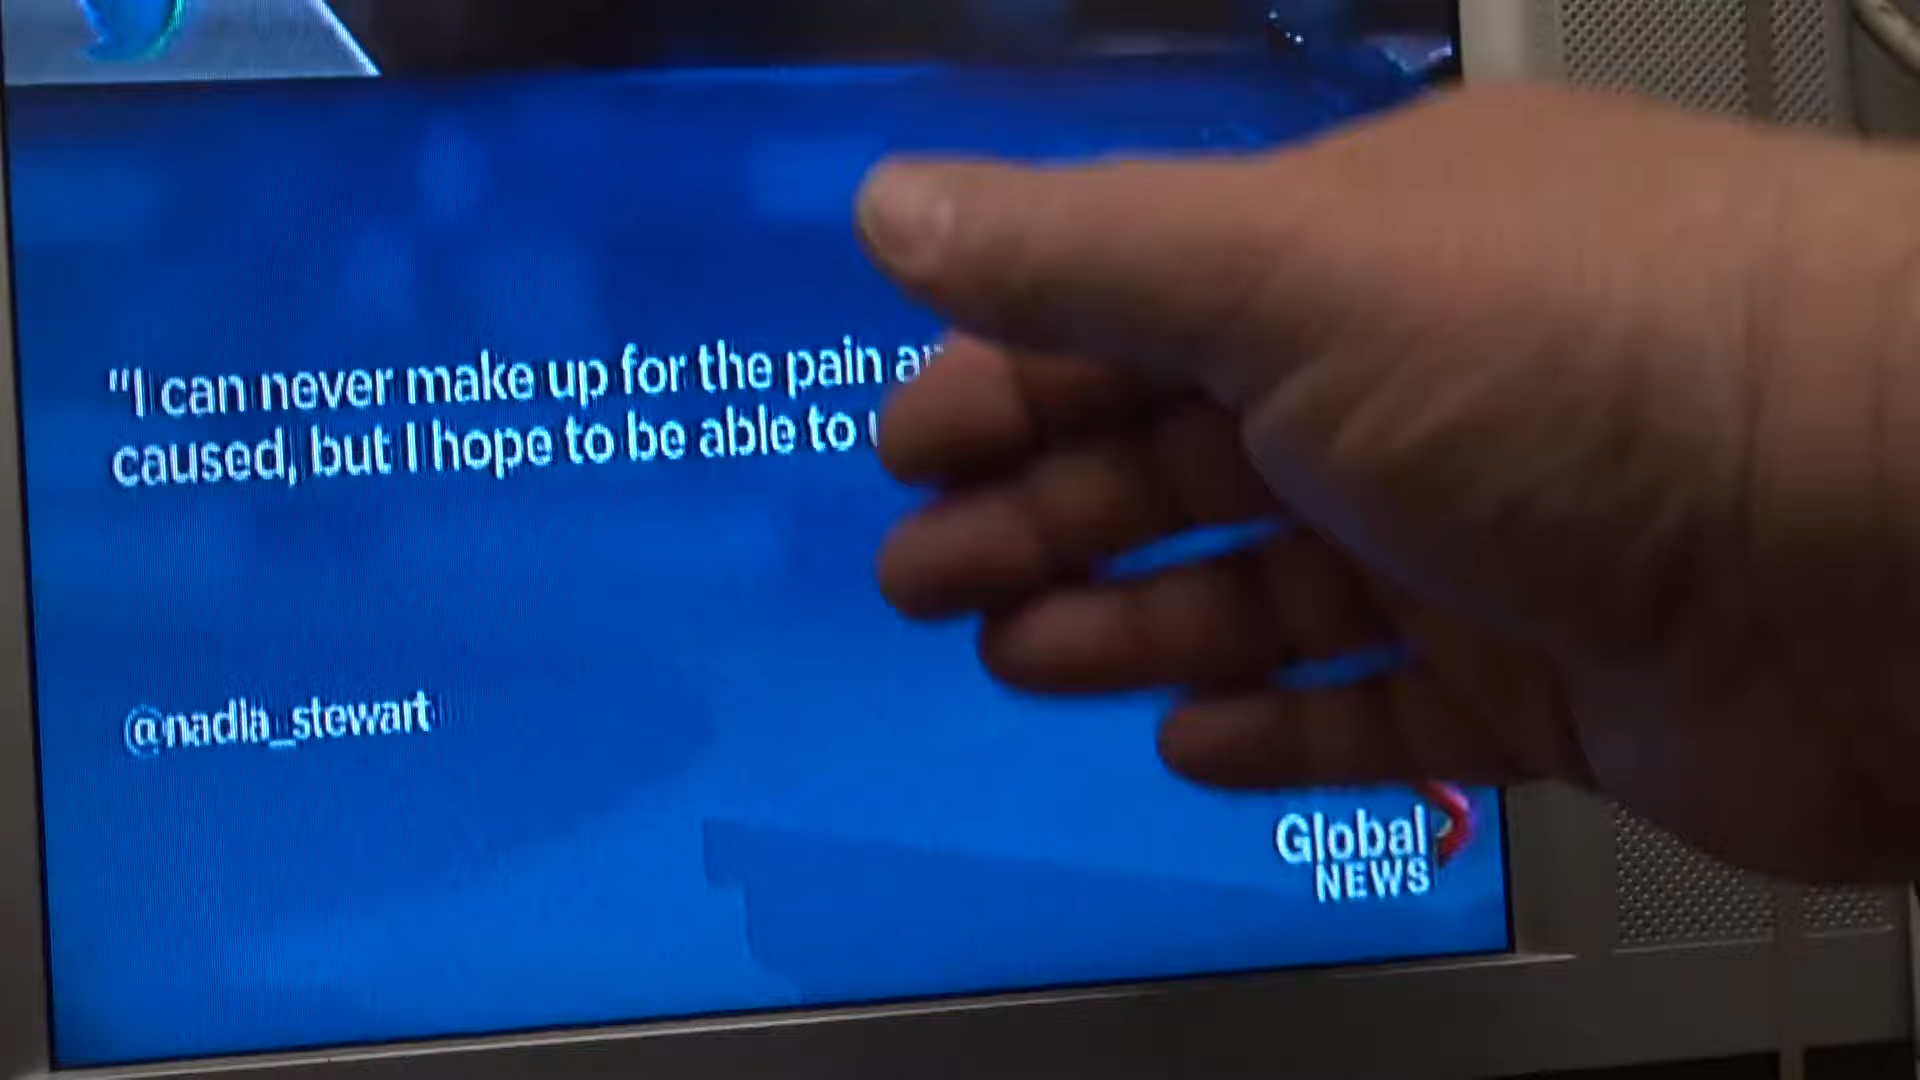 "I can never make up for the pain
caused, but I hope to be able to
@nadia_stewart
Global
NEWS